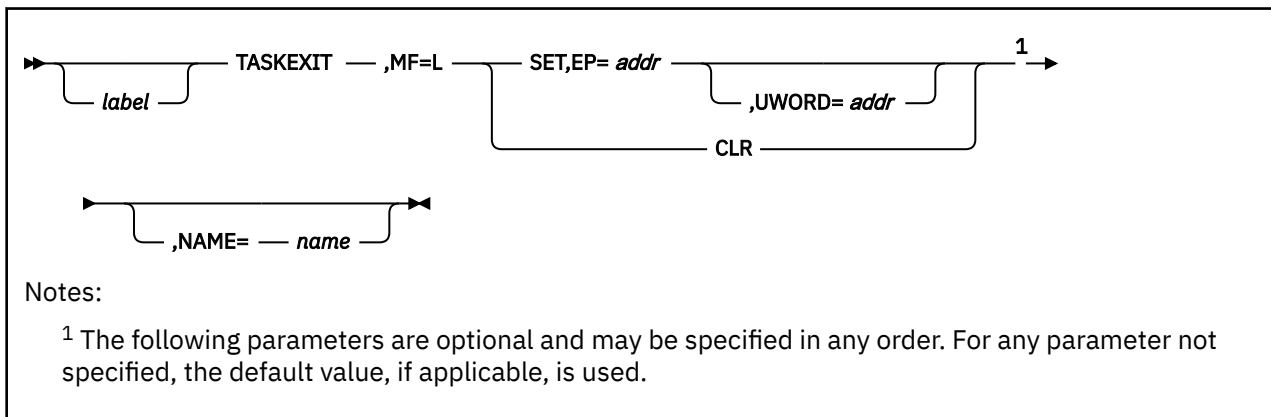 TASKEXIT ,MF=L SET,EP= addr 1
label ,UWORD= addr
CLR
,NAME= name
Notes:
1 The following parameters are optional and may be specified in any order. For any parameter not
specified, the default value, if applicable, is used.